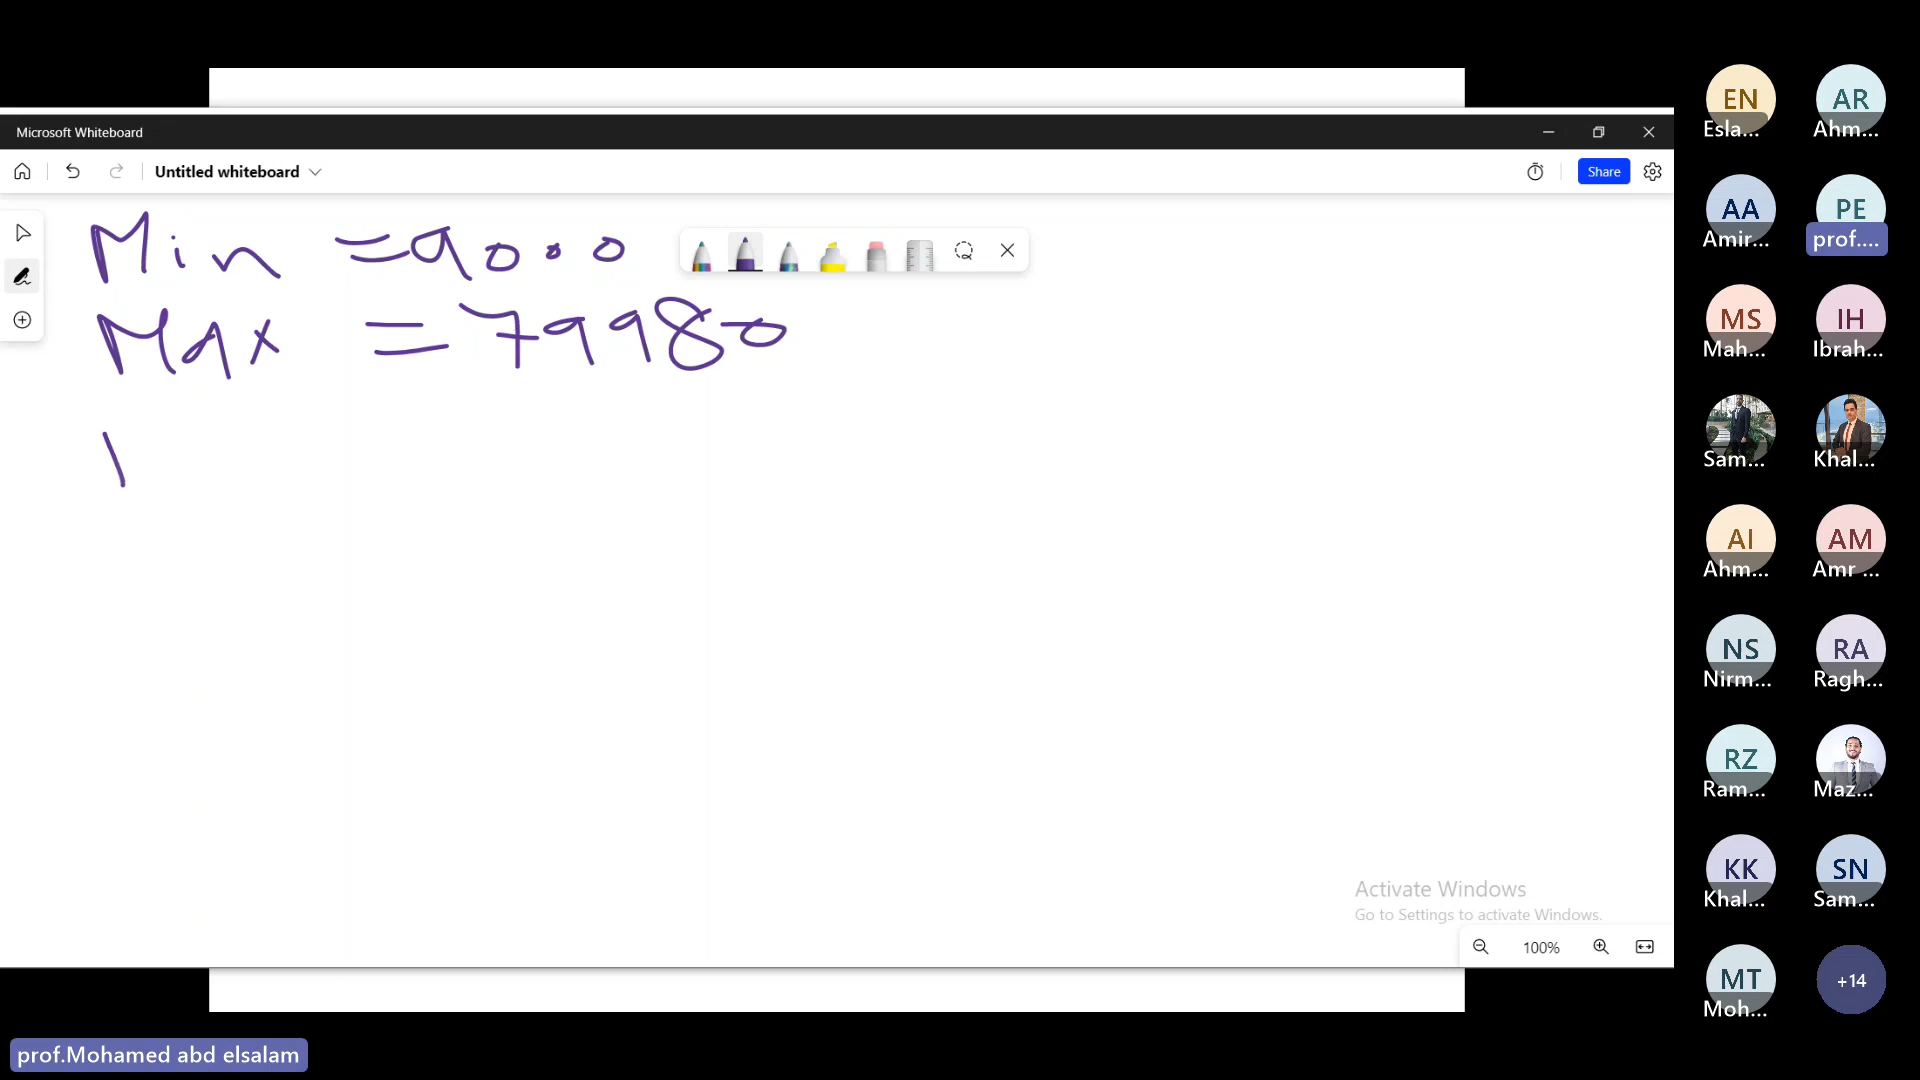 Microsoft Whiteboard
Untitled whiteboard
Share
Min = 9000
Max = 79980
Activate Windows
Go to Settings to activate Windows.
100%
EN
Esla...
AR
Ahm...
AA
Amir...
PE
prof....
MS
Mah...
IH
Ibrah...
Sam...
Khal...
AI
Ahm...
AM
Amr ...
NS
Nirm...
RA
Ragh...
RZ
Ram...
Maz...
KK
Khal...
SN
Sam...
MT
Moh...
+14
prof.Mohamed abd elsalam